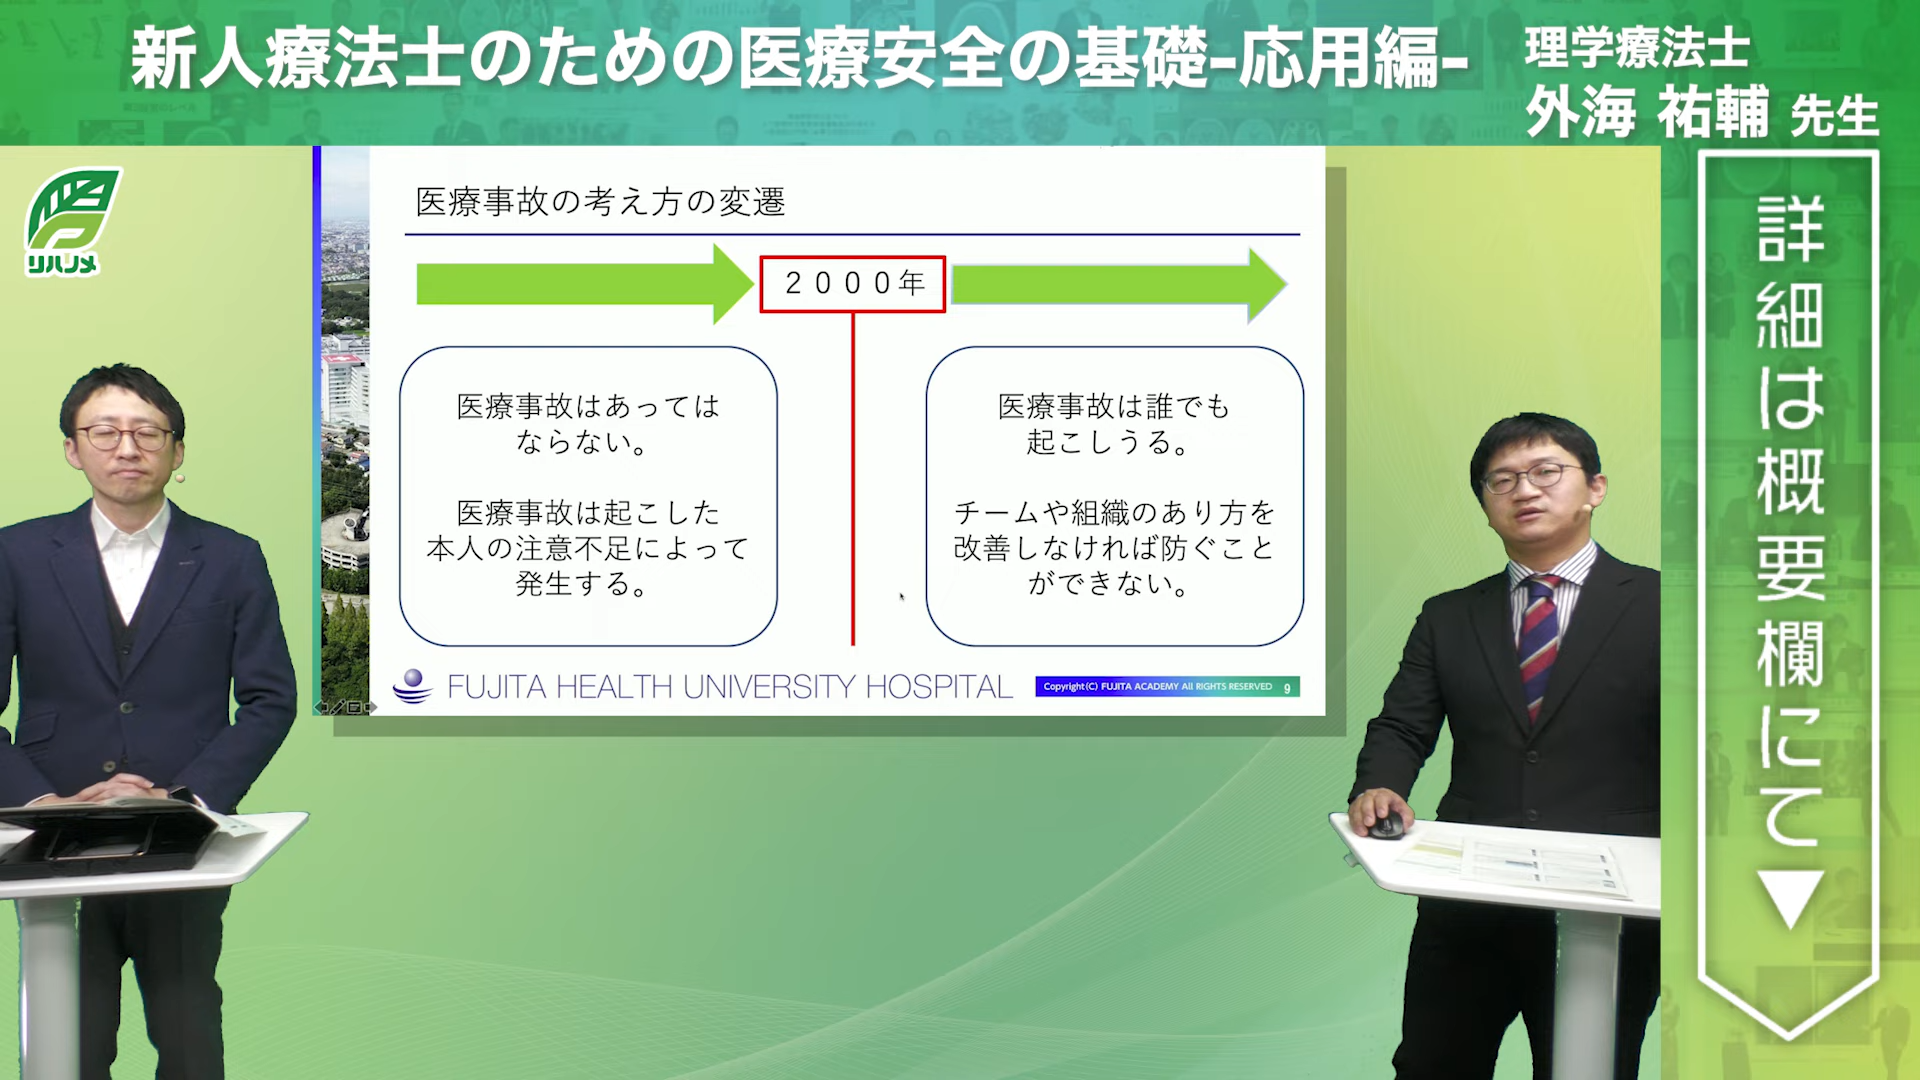 新人療法士のための医療安全の基礎-応用編-
理学療法士
外海 祐輔 先生
リハノメ
医療事故の考え方の変遷
２０００年
医療事故はあっては
ならない。
医療事故は起こした
本人の注意不足によって
発生する。
医療事故は誰でも
起こしうる。
チームや組織のあり方を
改善しなければ防ぐこと
ができない。
FUJITA HEALTH UNIVERSITY HOSPITAL
Copyright(C) FUJITA ACADEMY All RIGHTS RESERVED 9
詳細は概要欄にて▼